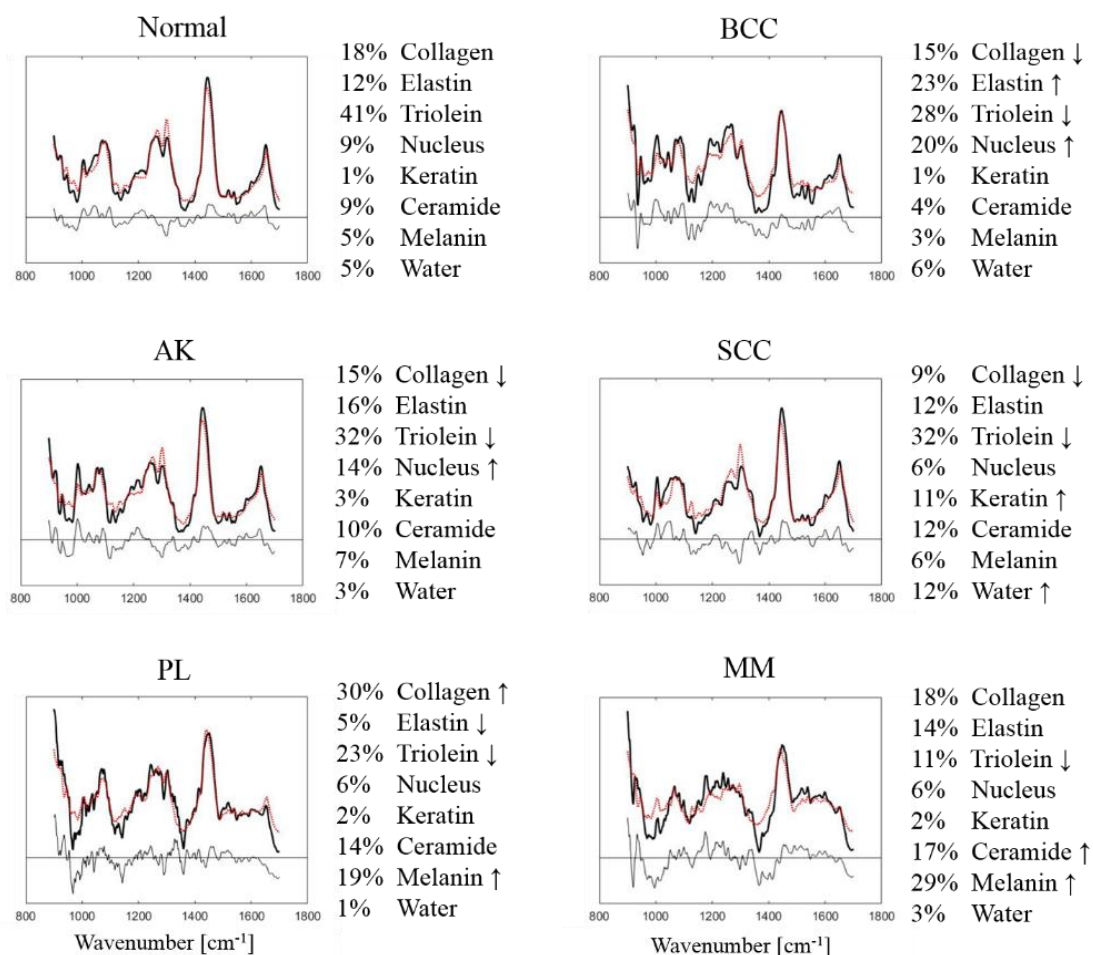 Normal
18% Collagen
12% Elastin
41% Triolein
9% Nucleus
1% Keratin
9% Ceramide
5% Melanin
5% Water
800 1000 1200 1400 1600 1800
BCC
15% Collagen ↓
23% Elastin ↑
28% Triolein ↓
20% Nucleus ↑
1% Keratin
4% Ceramide
3% Melanin
6% Water
800 1000 1200 1400 1600 1800
AK
15% Collagen ↓
16% Elastin
32% Triolein ↓
14% Nucleus ↑
3% Keratin
10% Ceramide
7% Melanin
3% Water
800 1000 1200 1400 1600 1800
SCC
9% Collagen ↓
12% Elastin
32% Triolein ↓
6% Nucleus
11% Keratin ↑
12% Ceramide
6% Melanin
12% Water ↑
800 1000 1200 1400 1600 1800
PL
30% Collagen ↑
5% Elastin ↓
23% Triolein ↓
6% Nucleus
2% Keratin
14% Ceramide
19% Melanin ↑
1% Water
800 1000 1200 1400 1600 1800
Wavenumber [cm⁻¹]
MM
18% Collagen
14% Elastin
11% Triolein ↓
6% Nucleus
2% Keratin
17% Ceramide ↑
29% Melanin ↑
3% Water
800 1000 1200 1400 1600 1800
Wavenumber [cm⁻¹]